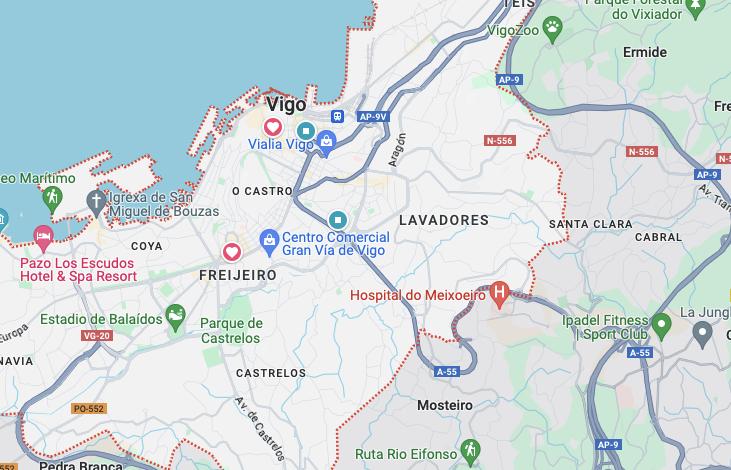 TEIS
Parque Forestal
do Vixiador
VigoZoo
Ermide
AP-9
Vigo
AP-9V
Fre
Vialia Vigo
Aragón
N-556
N-556
AP-9
eo Marítimo
Igrexa de San
Miguel de Bouzas
O CASTRO
Av. Tran
LAVADORES
SANTA CLARA
CABRAL
COYA
Centro Comercial
Gran Vía de Vigo
Pazo Los Escudos
Hotel & Spa Resort
FREIJEIRO
Hospital do Meixoeiro
H
Estadio de Balaídos
Parque de
Castrelos
Ipadel Fitness
| Sport Club
La Jungl
Europa
VG-20
A-55
NAVIA
CASTRELOS
A-55
PO-552
Mosteiro
Av. de Castrelos
AP-9
Ruta Rio Eifonso
Pedra Branca